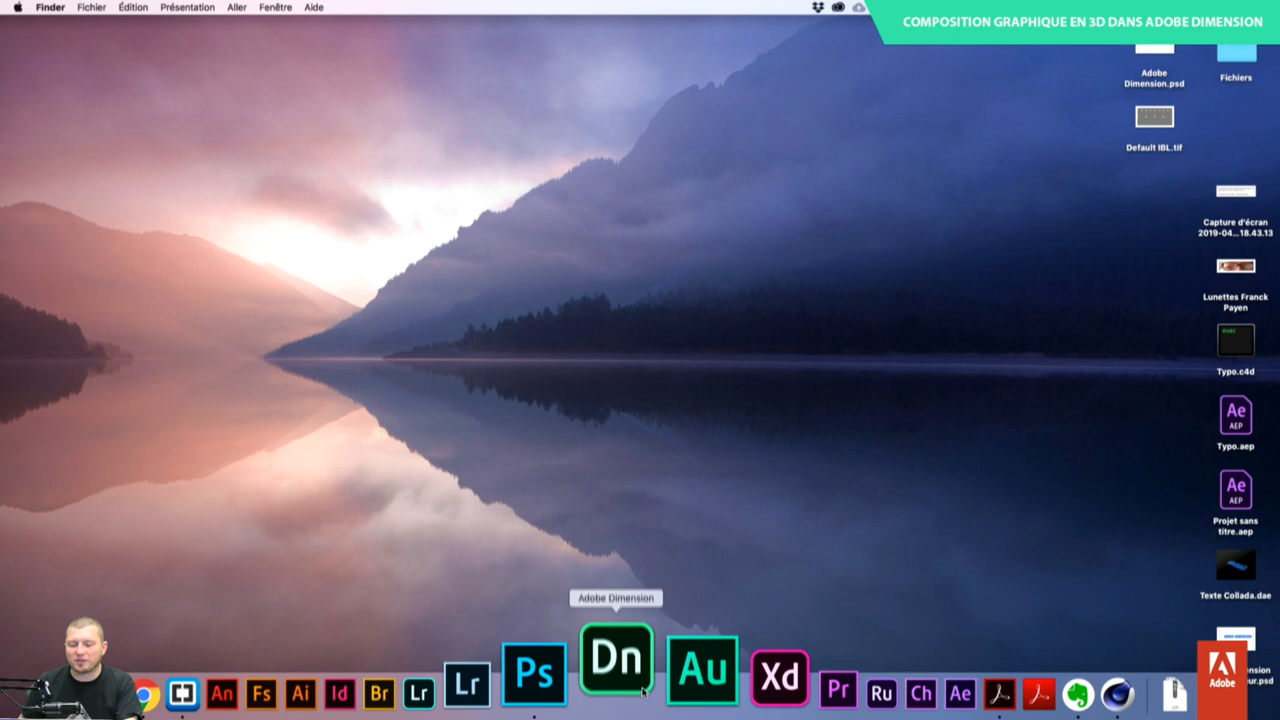 Finder Fichier Édition Présentation Aller Fenêtre Aide
COMPOSITION GRAPHIQUE EN 3D DANS ADOBE DIMENSION
Adobe
Dimension.psd
Fichiers
Default IBL.tif
Capture d'écran
2019-04...18.43.13
Lunettes Franck
Payen
exec
Typo.c4d
Ae
AEP
Typo.aep
Ae
AEP
Projet sans
titre.aep
Texte Collada.dae
Adobe Dimension
An Fs Ai Id Br Lr Lr Ps Dn Au Xd Pr Ru Ch Ae
Adobe